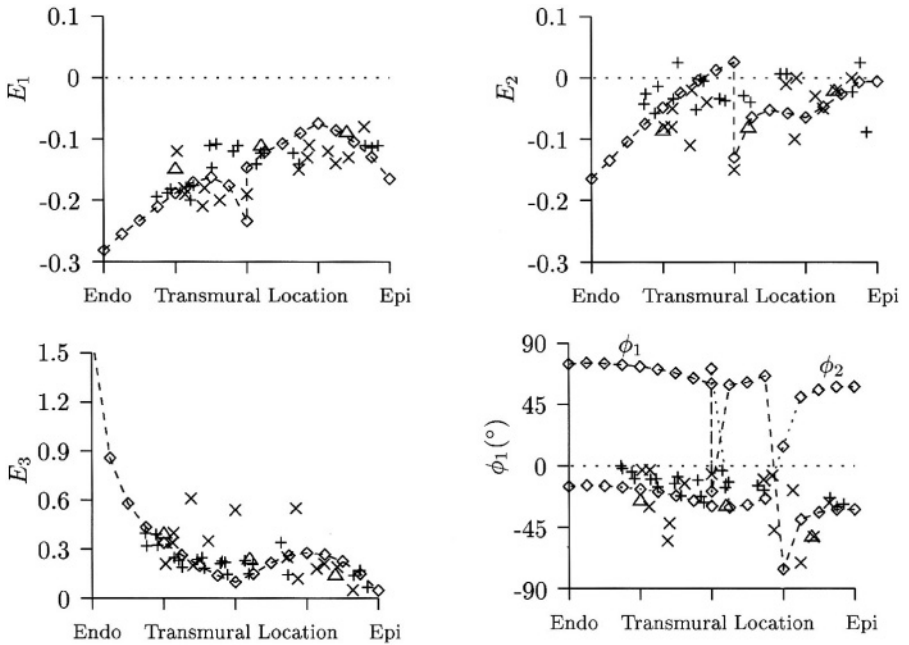 0.1
0
-0.1
-0.2
-0.3
E1
Endo Transmural Location Epi
0.1
0
-0.1
-0.2
-0.3
E2
Endo Transmural Location Epi
1.5
1.2
0.9
0.6
0.3
0
E3
Endo Transmural Location Epi
90
45
0
-45
-90
ϕ1(°)
ϕ1
ϕ2
Endo Transmural Location Epi